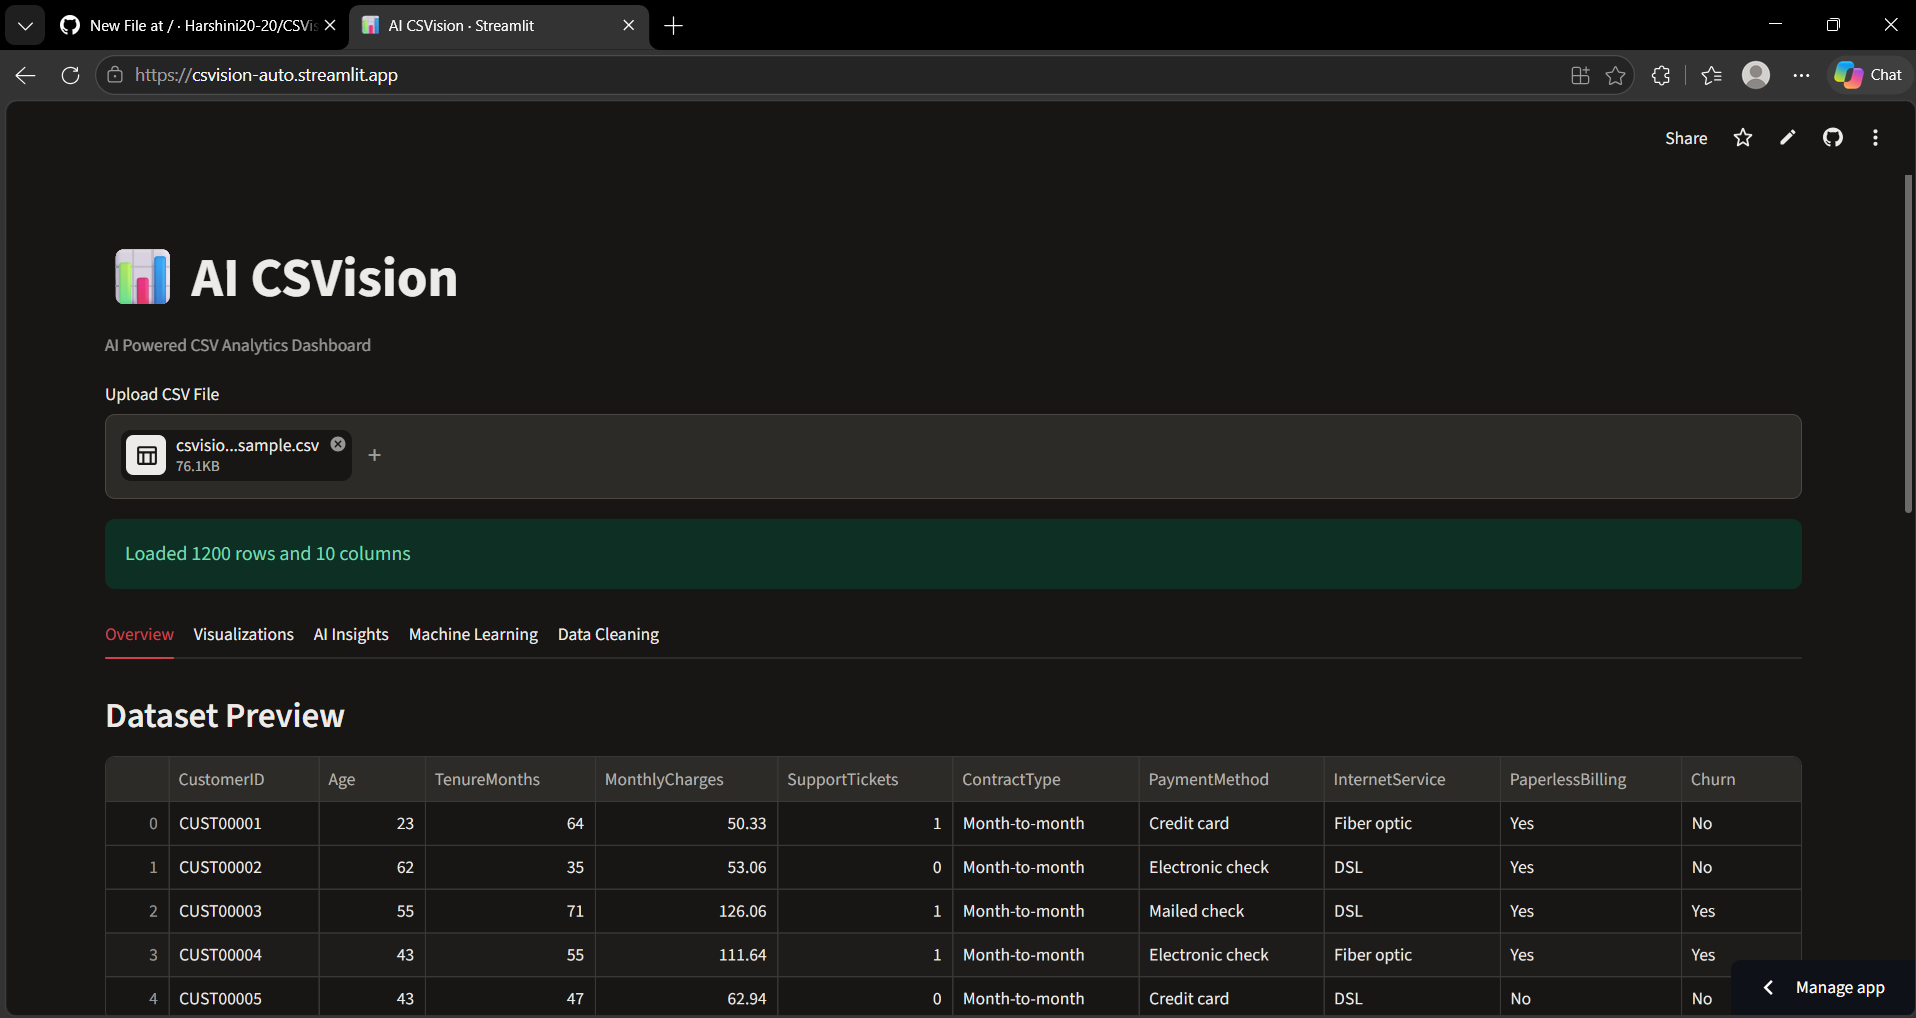 New File at / · Harshini20-20/CSVis
AI CSVision · Streamlit
https://csvision-auto.streamlit.app
Chat
Share
AI CSVision
AI Powered CSV Analytics Dashboard
Upload CSV File
csvisio...sample.csv
76.1KB
Loaded 1200 rows and 10 columns
Overview Visualizations AI Insights Machine Learning Data Cleaning
Dataset Preview
CustomerID Age TenureMonths MonthlyCharges SupportTickets ContractType PaymentMethod InternetService PaperlessBilling Churn
0 CUST00001 23 64 50.33 1 Month-to-month Credit card Fiber optic Yes No
1 CUST00002 62 35 53.06 0 Month-to-month Electronic check DSL Yes No
2 CUST00003 55 71 126.06 1 Month-to-month Mailed check DSL Yes Yes
3 CUST00004 43 55 111.64 1 Month-to-month Electronic check Fiber optic Yes Yes
4 CUST00005 43 47 62.94 0 Month-to-month Credit card DSL No No
Manage app